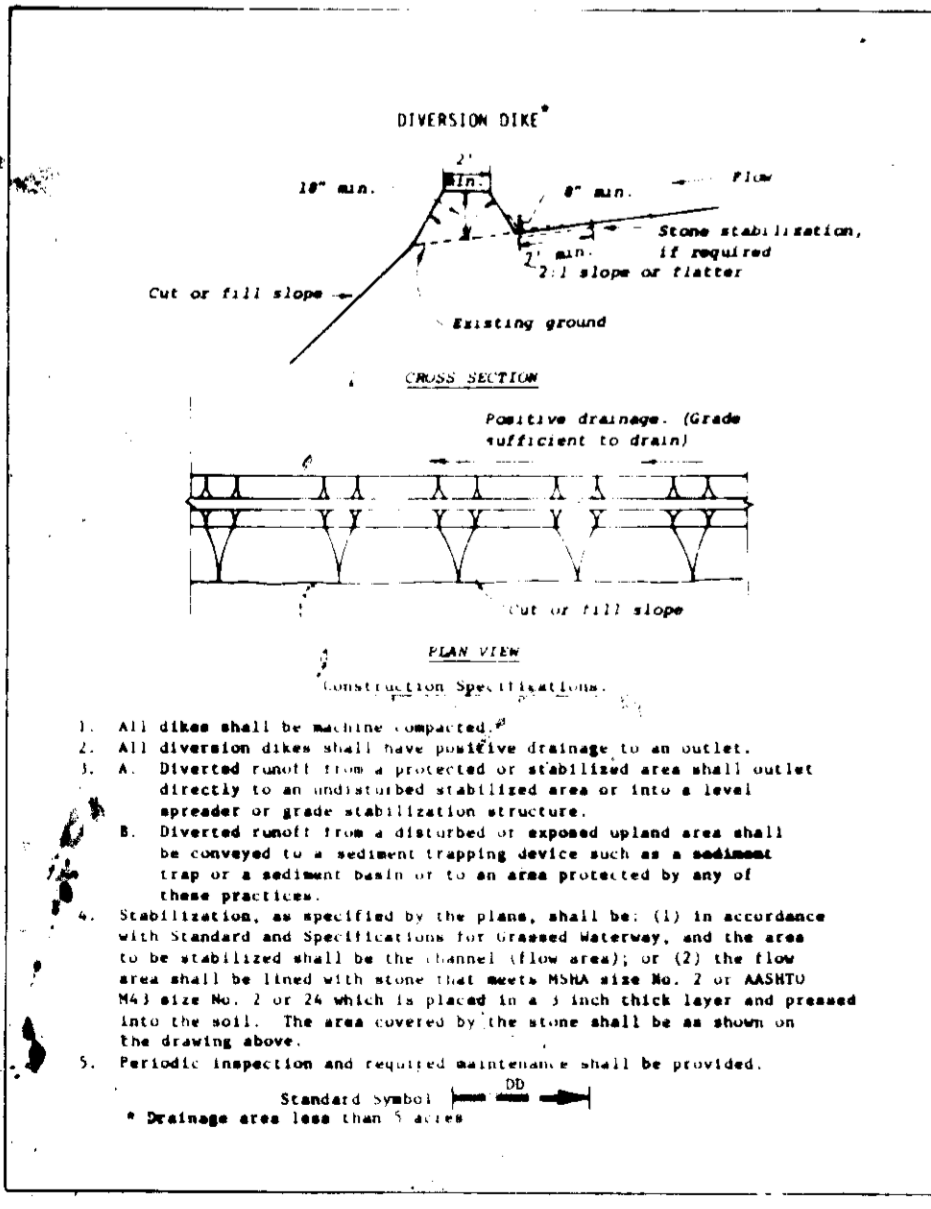 DIVERSION DIKE*
2'
18" min.
min.
8" min.
Flow
Stone stabilization,
if required
2' min.
2:1 slope or flatter
Cut or fill slope
Existing ground
CROSS SECTION
Positive drainage. (Grade
sufficient to drain)
Cut or fill slope
PLAN VIEW
Construction Specifications.
1. All dikes shall be machine compacted.
2. All diversion dikes shall have positive drainage to an outlet.
3. A. Diverted runoff from a protected or stabilized area shall outlet
directly to an undisturbed stabilized area or into a level
spreader or grade stabilization structure.
B. Diverted runoff from a disturbed or exposed upland area shall
be conveyed to a sediment trapping device such as a sediment
trap or a sediment basin or to an area protected by any of
these practices.
4. Stabilization, as specified by the plans, shall be: (1) in accordance
with Standard and Specifications for Grassed Waterway, and the area
to be stabilized shall be the channel (flow area); or (2) the flow
area shall be lined with stone that meets MSHA size No. 2 or AASHTO
M43 size No. 2 or 24 which is placed in a 3 inch thick layer and pressed
into the soil. The area covered by the stone shall be as shown on
the drawing above.
5. Periodic inspection and required maintenance shall be provided.
DD
Standard Symbol
* Drainage area less than 5 acres